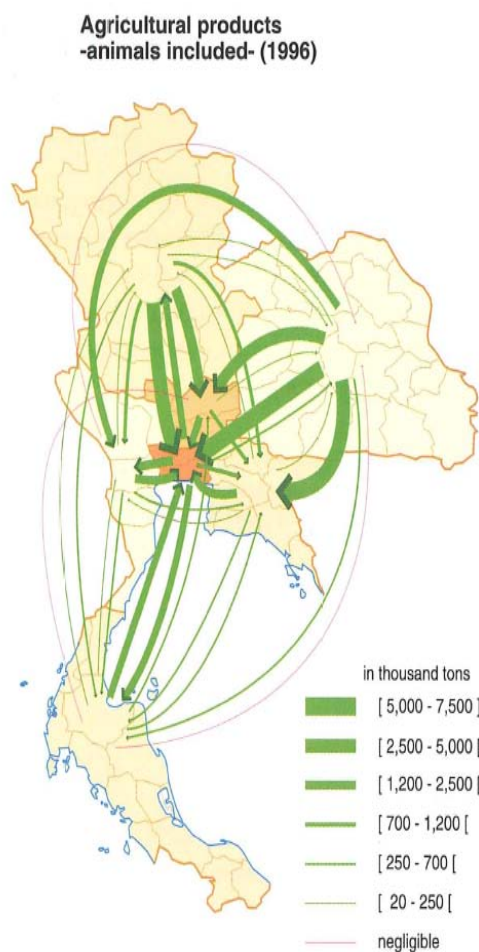 Agricultural products
-animals included- (1996)
in thousand tons
[ 5,000 - 7,500 ]
[ 2,500 - 5,000 [
[ 1,200 - 2,500 [
[ 700 - 1,200 [
[ 250 - 700 [
[ 20 - 250 [
negligible